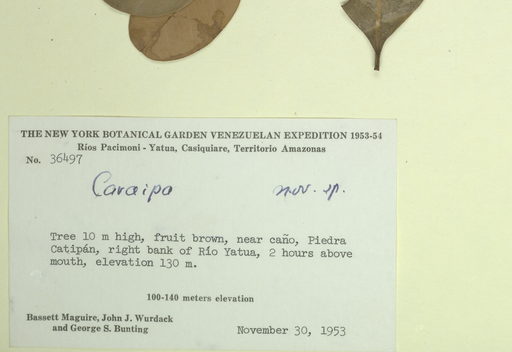 THE NEW YORK BOTANICAL GARDEN VENEZUELAN EXPEDITION 1953-54
Ríos Pacimoni - Yatua, Casiquiare, Territorio Amazonas
No. 36497
Caraipa nov. sp.
Tree 10 m high, fruit brown, near caño, Piedra
Catipán, right bank of Río Yatua, 2 hours above
mouth, elevation 130 m.
100-140 meters elevation
Bassett Maguire, John J. Wurdack
and George S. Bunting November 30, 1953